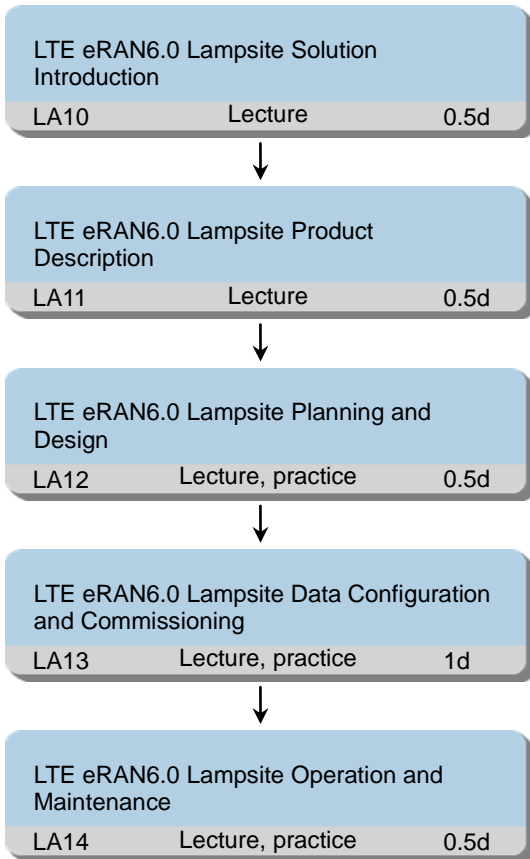 LTE eRAN6.0 Lampsite Solution
Introduction
LA10 Lecture 0.5d
LTE eRAN6.0 Lampsite Product
Description
LA11 Lecture 0.5d
LTE eRAN6.0 Lampsite Planning and
Design
LA12 Lecture, practice 0.5d
LTE eRAN6.0 Lampsite Data Configuration
and Commissioning
LA13 Lecture, practice 1d
LTE eRAN6.0 Lampsite Operation and
Maintenance
LA14 Lecture, practice 0.5d